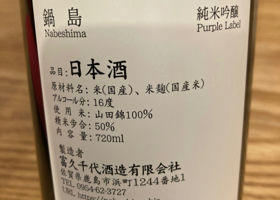 鍋島
Nabeshima
純米吟醸
Purple Label
品目:日本酒
原材料名:米(国産)、米麹(国産米)
アルコール分:16度
使用米:山田錦100%
精米歩合:50%
内容量:720ml
製造者
富久千代酒造有限会社
佐賀県鹿島市浜町1244番地1
TEL 0954-62-3727